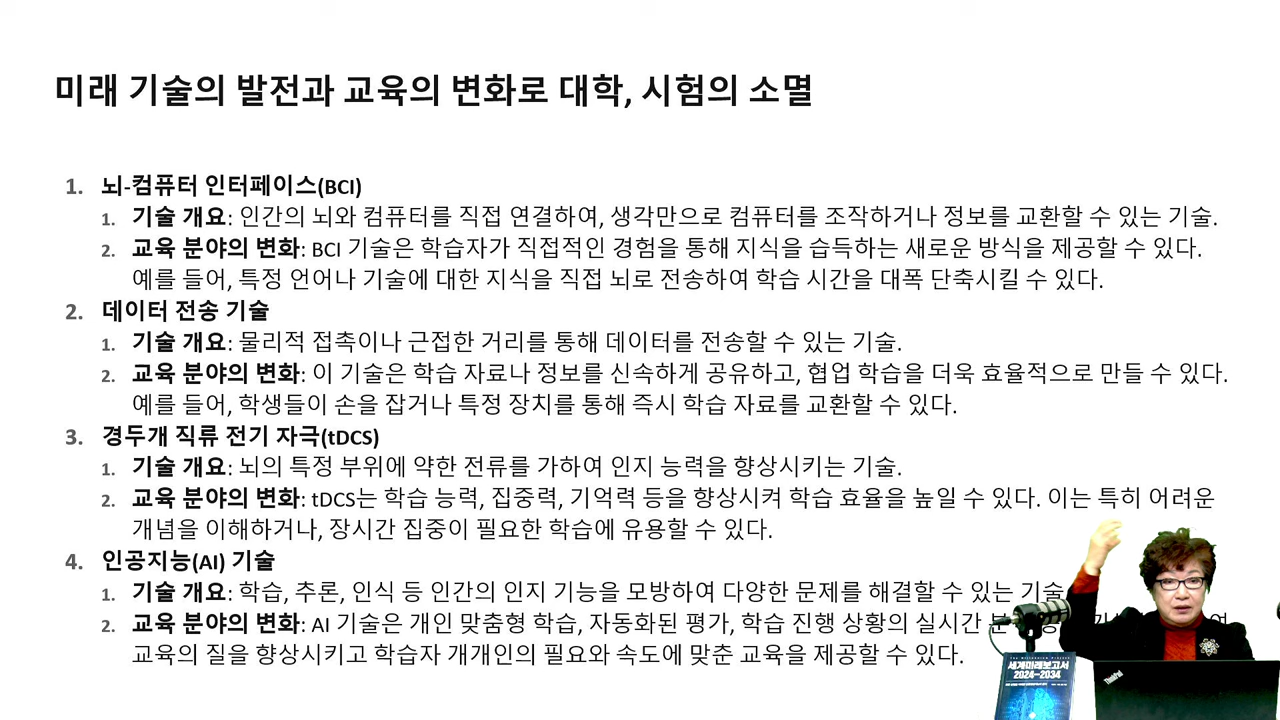 미래 기술의 발전과 교육의 변화로 대학, 시험의 소멸
1. 뇌-컴퓨터 인터페이스(BCI)
1. 기술 개요: 인간의 뇌와 컴퓨터를 직접 연결하여, 생각만으로 컴퓨터를 조작하거나 정보를 교환할 수 있는 기술.
2. 교육 분야의 변화: BCI 기술은 학습자가 직접적인 경험을 통해 지식을 습득하는 새로운 방식을 제공할 수 있다.
예를 들어, 특정 언어나 기술에 대한 지식을 직접 뇌로 전송하여 학습 시간을 대폭 단축시킬 수 있다.
2. 데이터 전송 기술
1. 기술 개요: 물리적 접촉이나 근접한 거리를 통해 데이터를 전송할 수 있는 기술.
2. 교육 분야의 변화: 이 기술은 학습 자료나 정보를 신속하게 공유하고, 협업 학습을 더욱 효율적으로 만들 수 있다.
예를 들어, 학생들이 손을 잡거나 특정 장치를 통해 즉시 학습 자료를 교환할 수 있다.
3. 경두개 직류 전기 자극(tDCS)
1. 기술 개요: 뇌의 특정 부위에 약한 전류를 가하여 인지 능력을 향상시키는 기술.
2. 교육 분야의 변화: tDCS는 학습 능력, 집중력, 기억력 등을 향상시켜 학습 효율을 높일 수 있다. 이는 특히 어려운
개념을 이해하거나, 장시간 집중이 필요한 학습에 유용할 수 있다.
4. 인공지능(AI) 기술
1. 기술 개요: 학습, 추론, 인식 등 인간의 인지 기능을 모방하여 다양한 문제를 해결할 수 있는 기술
2. 교육 분야의 변화: AI 기술은 개인 맞춤형 학습, 자동화된 평가, 학습 진행 상황의 실시간
교육의 질을 향상시키고 학습자 개개인의 필요와 속도에 맞춘 교육을 제공할 수 있다.
세계미래보고서
2024-2034
ThinkPad